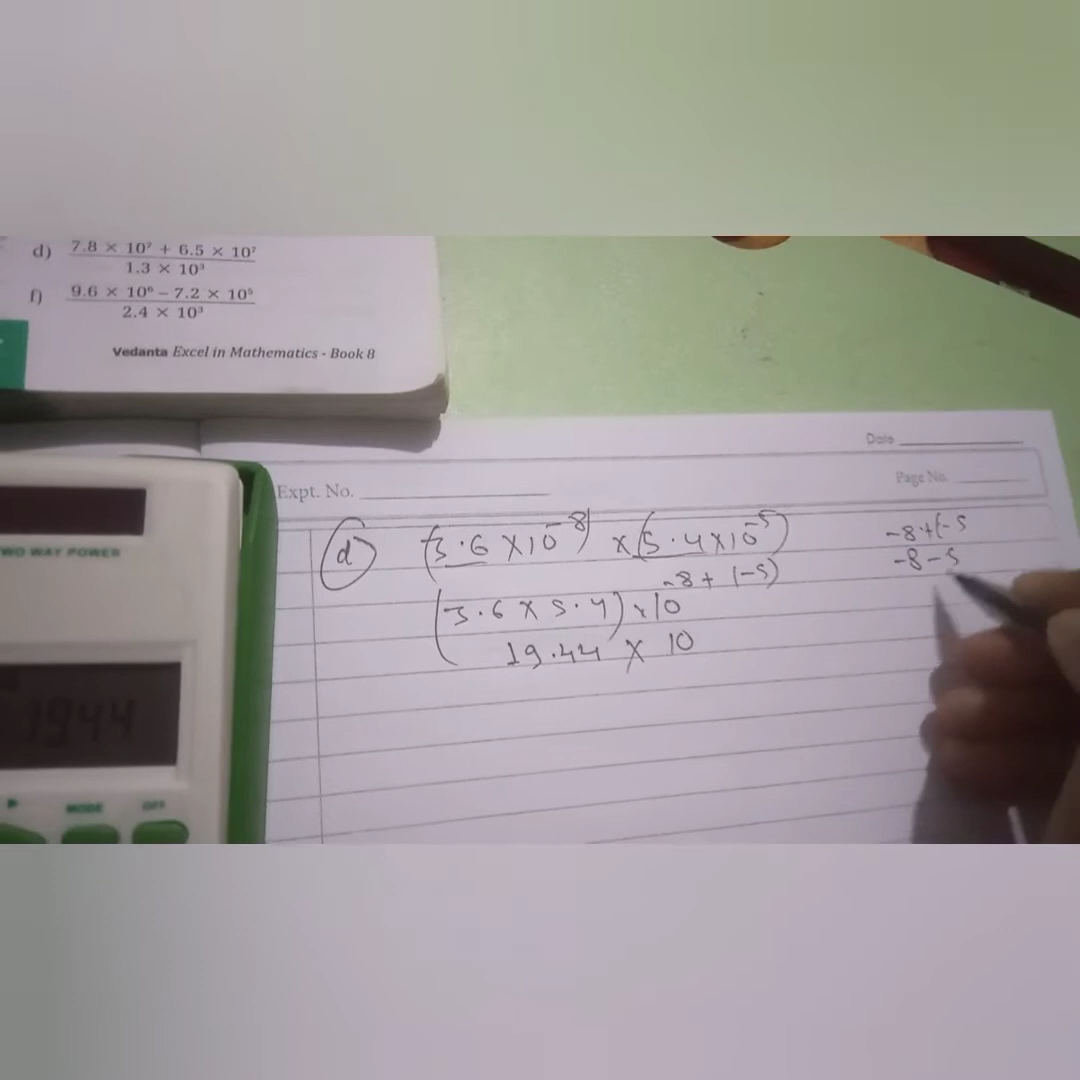 d) 7.8 × 10⁷ + 6.5 × 10⁷
1.3 × 10³
f) 9.6 × 10⁶ – 7.2 × 10⁵
2.4 × 10³
Vedanta Excel in Mathematics - Book 8
Date
Expt. No.
Page No.
d (3.6 × 10⁻⁸) × (5.4 × 10⁻⁵)
-8 + (-5
-8 - 5
(3.6 × 5.4) × 10⁻⁸ ⁺ ⁽⁻⁵⁾
19.44 × 10
TWO WAY POWER
1944
MODE
OFF